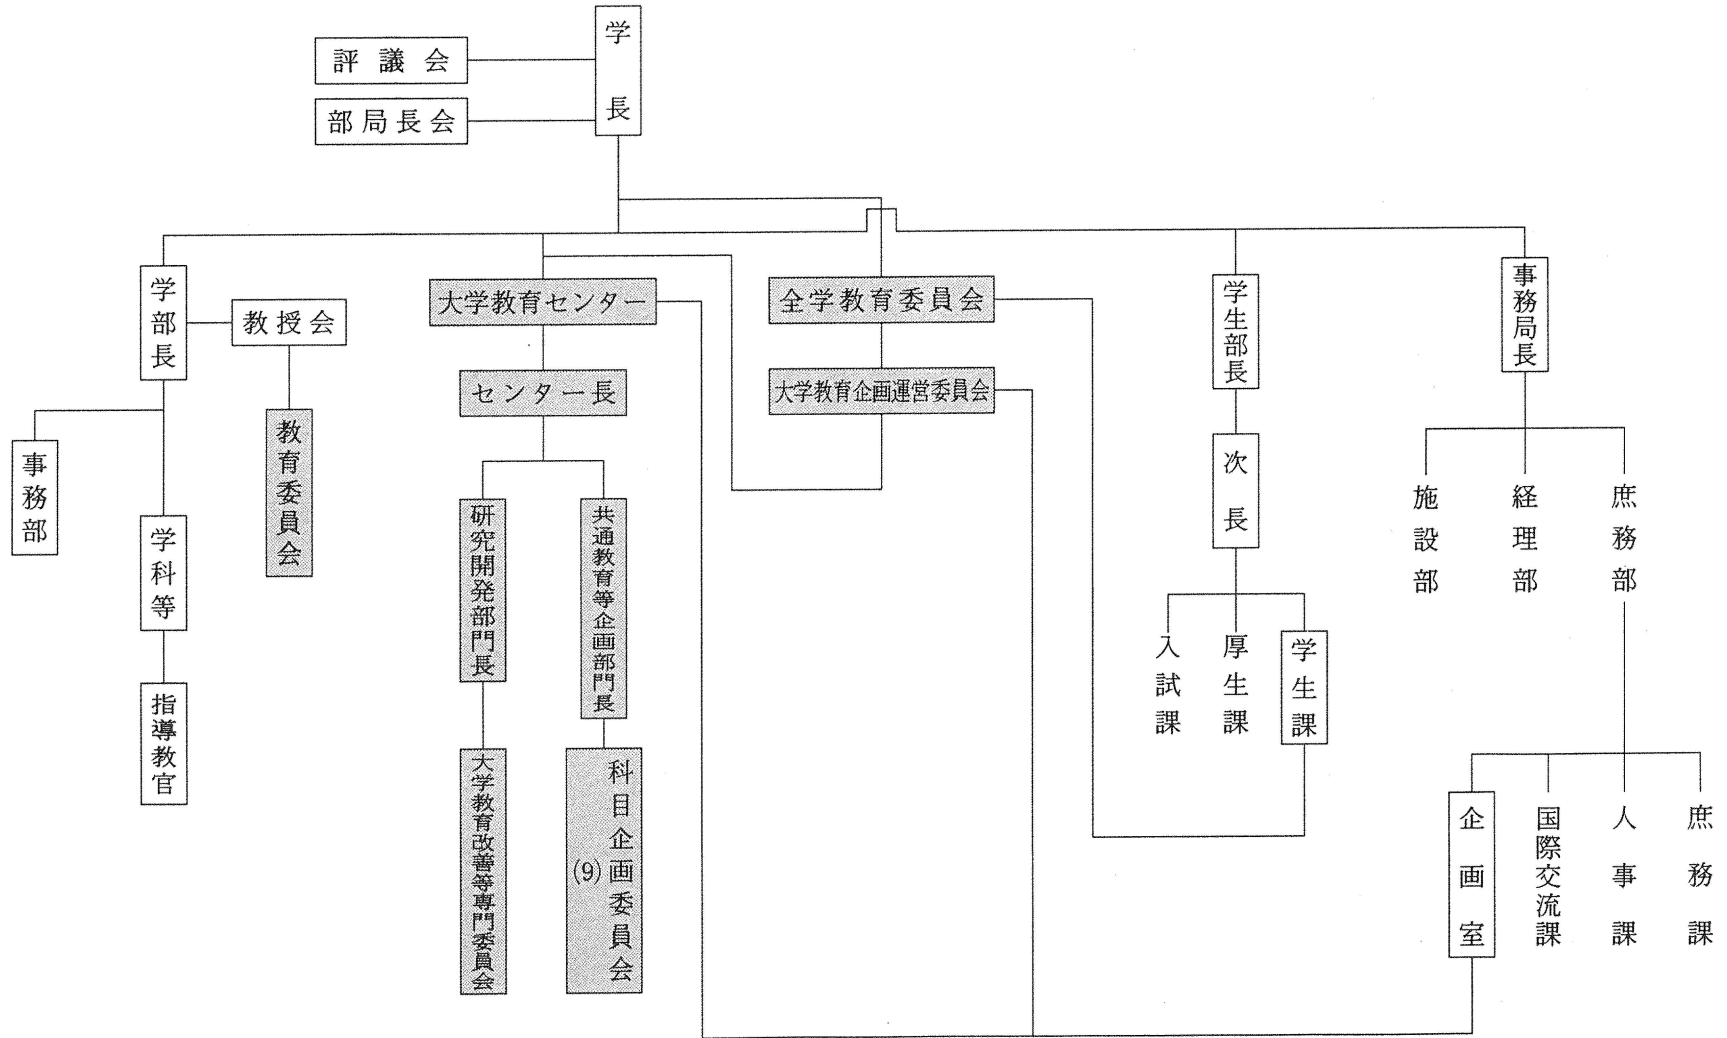 学長
評議会
部局長会
学部長
教授会
教育委員会
事務部
学科等
指導教官
大学教育センター
センター長
研究開発部門長
共通教育等企画部門長
大学教育改善等専門委員会
科目企画委員会
(9)
全学教育委員会
大学教育企画運営委員会
学生部長
次長
入試課
厚生課
学生課
事務局長
施設部
経理部
庶務部
企画室
国際交流課
人事課
庶務課